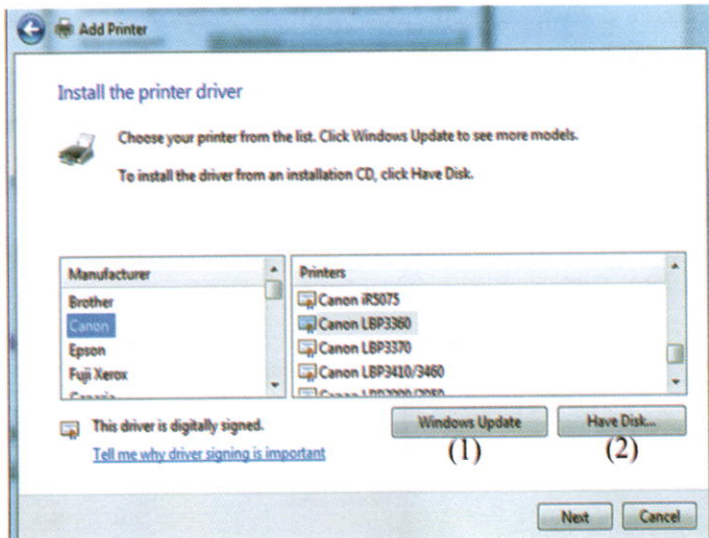 Add Printer
Install the printer driver
Choose your printer from the list. Click Windows Update to see more models.
To install the driver from an installation CD, click Have Disk.
Manufacturer
Brother
Canon
Epson
Fuji Xerox
Printers
Canon iR5075
Canon LBP3360
Canon LBP3370
Canon LBP3410/3460
This driver is digitally signed.
Tell me why driver signing is important
Windows Update
(1)
Have Disk...
(2)
Next
Cancel